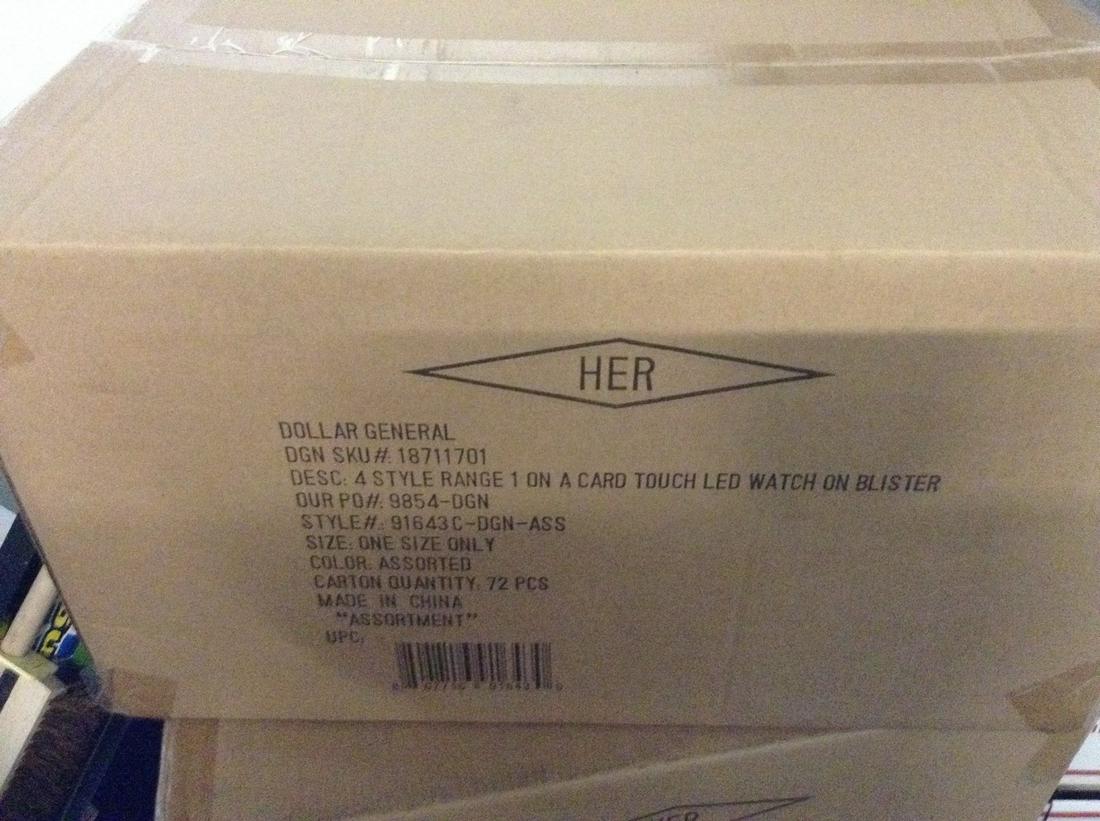 HER
DOLLAR GENERAL
DGN SKU#: 18711701
DESC: 4 STYLE RANGE 1 ON A CARD TOUCH LED WATCH ON BLISTER
OUR PO#: 9854-DGN
STYLE#: 91643C-DGN-ASS
SIZE: ONE SIZE ONLY
COLOR: ASSORTED
CARTON QUANTITY: 72 PCS
MADE IN CHINA
"ASSORTMENT"
UPC:
HER